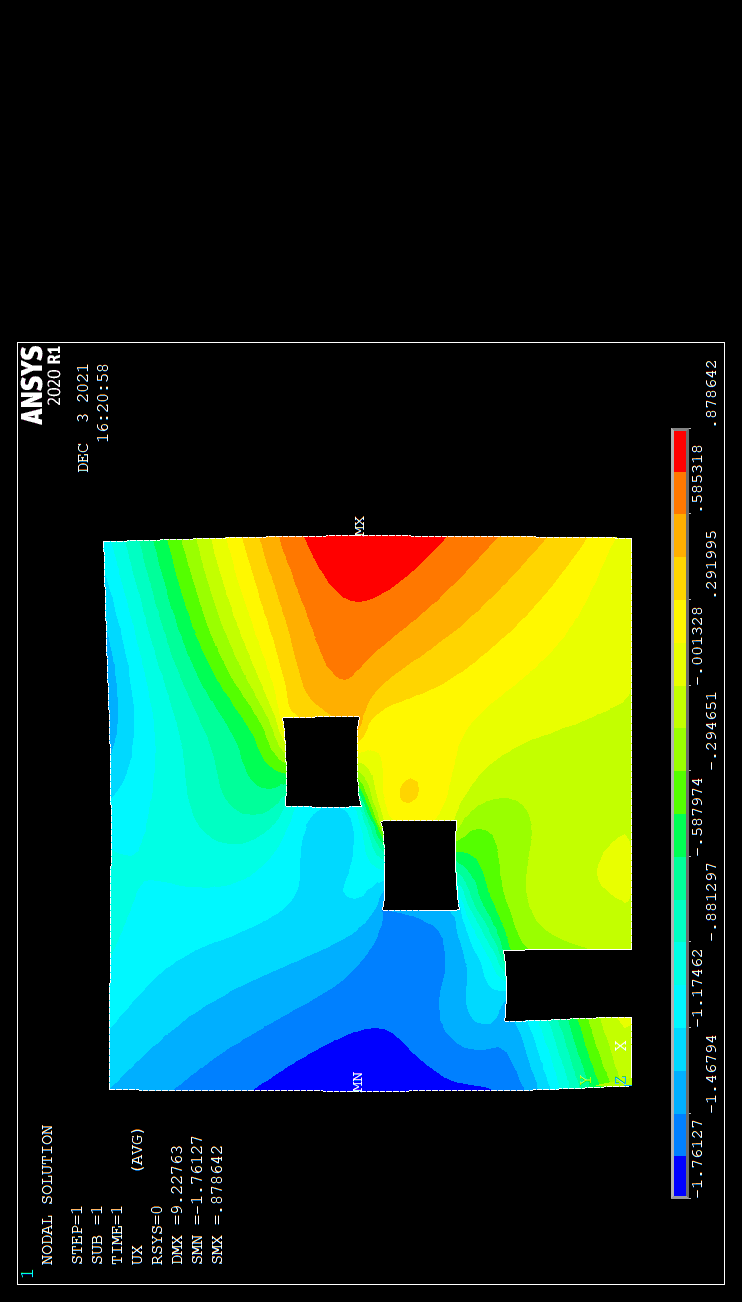 1
NODAL SOLUTION
STEP=1
SUB =1
TIME=1
UX (AVG)
RSYS=0
DMX =9.22763
SMN =-1.76127
SMX =.878642
ANSYS
2020 R1
DEC 3 2021
16:20:58
MN
MX
Y
Z X
-1.76127
-1.46794
-1.17462
-.881297
-.587974
-.294651
-.001328
.291995
.585318
.878642